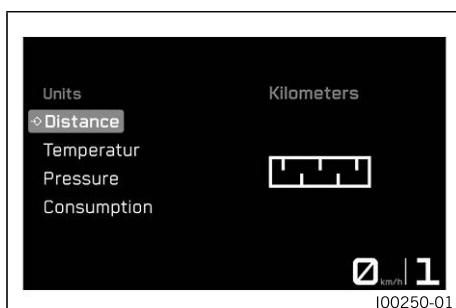 Units
Kilometers
Distance
Temperatur
Pressure
Consumption
0 km/h 1
I00250-01